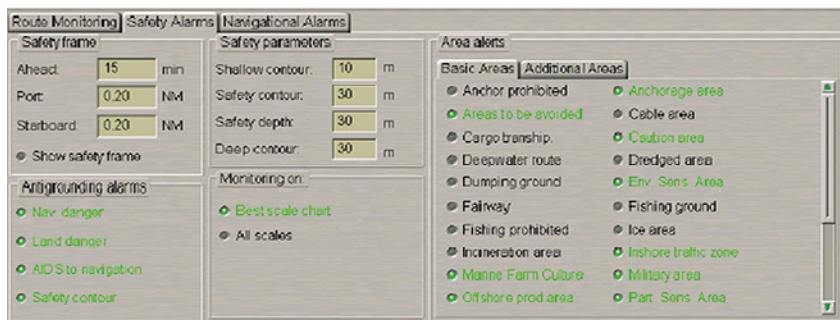 Route Monitoring Safety Alarms Navigational Alarms
Safety frame
Ahead: 15 min
Port: 0.20 NM
Starboard: 0.20 NM
Show safety frame
Antigrounding alarms
Nav. danger
Land danger
AIDS to navigation
Safety contour
Safety parameters
Shallow contour: 10 m
Safety contour: 30 m
Safety depth: 30 m
Deep contour: 30 m
Monitoring on:
Best scale chart
All scales
Area alerts
Basic Areas Additional Areas
Anchor prohibited Anchorage area
Areas to be avoided Cable area
Cargo tranship. Caution area
Deepwater route Dredged area
Dumping ground Env. Sens. Area
Fairway Fishing ground
Fishing prohibited Ice area
Incineration area Inshore traffic zone
Marine Farm Culture Military area
Offshore prod.area Part. Sens. Area